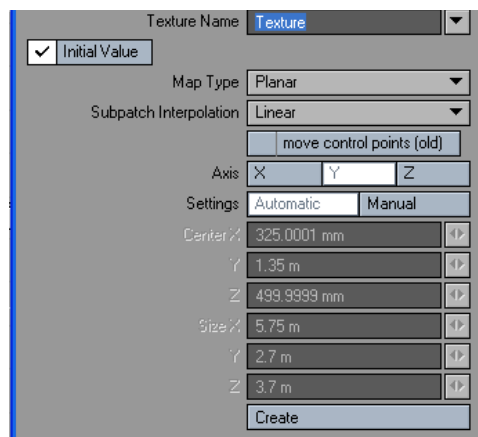 Texture Name Texture
Initial Value
Map Type Planar
Subpatch Interpolation Linear
move control points (old)
Axis X Y Z
Settings Automatic Manual
Center X 325.0001 mm
Y 1.35 m
Z 499.9999 mm
Size X 5.75 m
Y 2.7 m
Z 3.7 m
Create